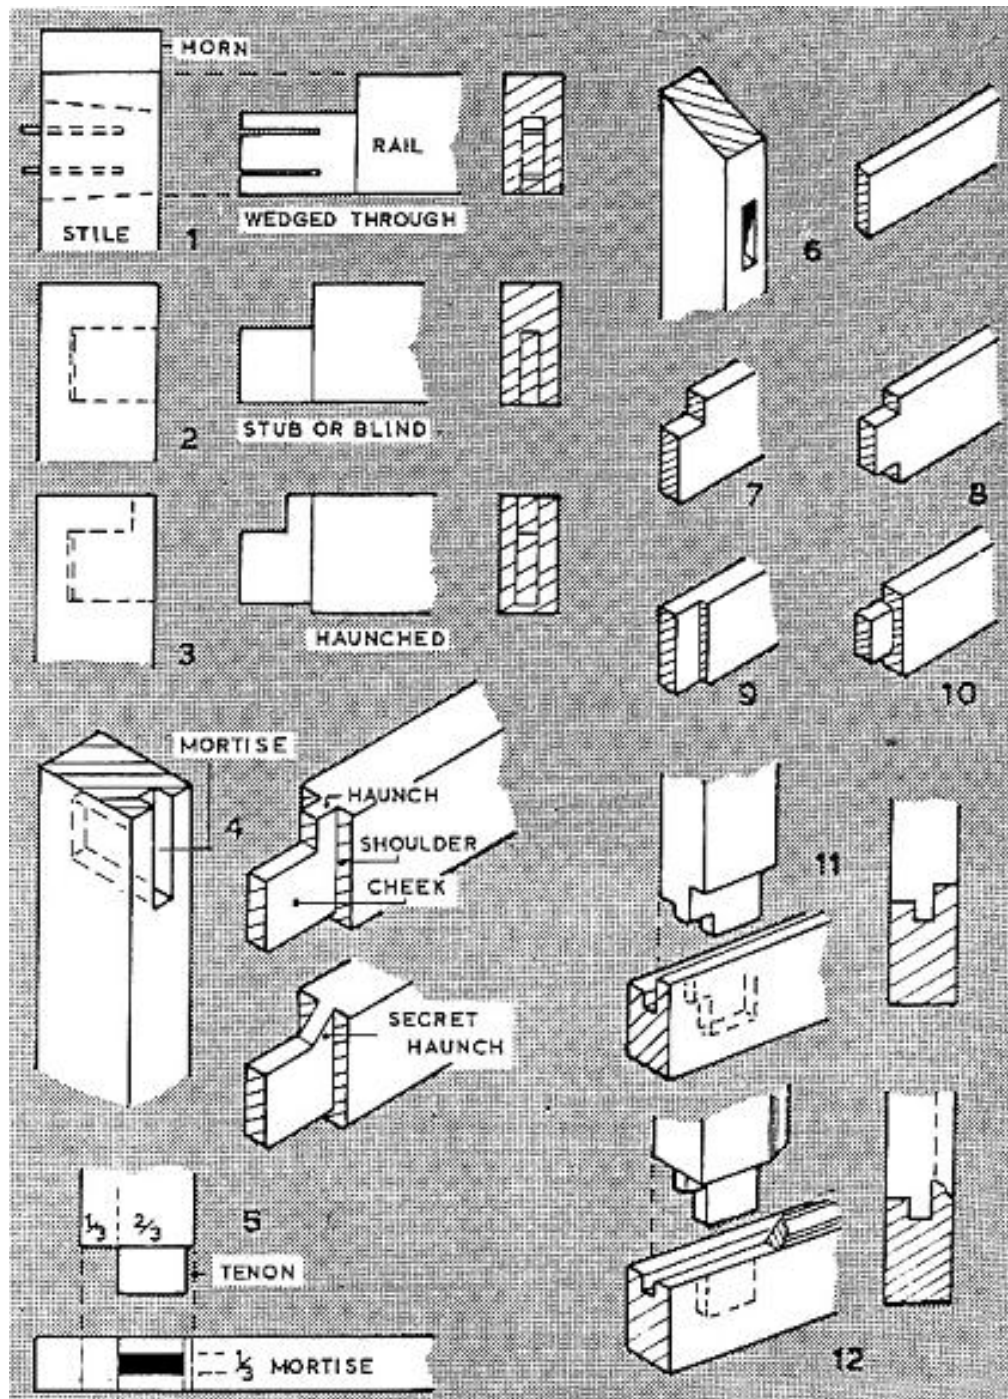 HORN
RAIL
WEDGED THROUGH
STILE
1
6
2
STUB OR BLIND
7
8
3
HAUNCHED
9
10
MORTISE
4
HAUNCH
SHOULDER
CHEEK
11
SECRET
HAUNCH
1/3
2/3
5
TENON
1/3
MORTISE
12